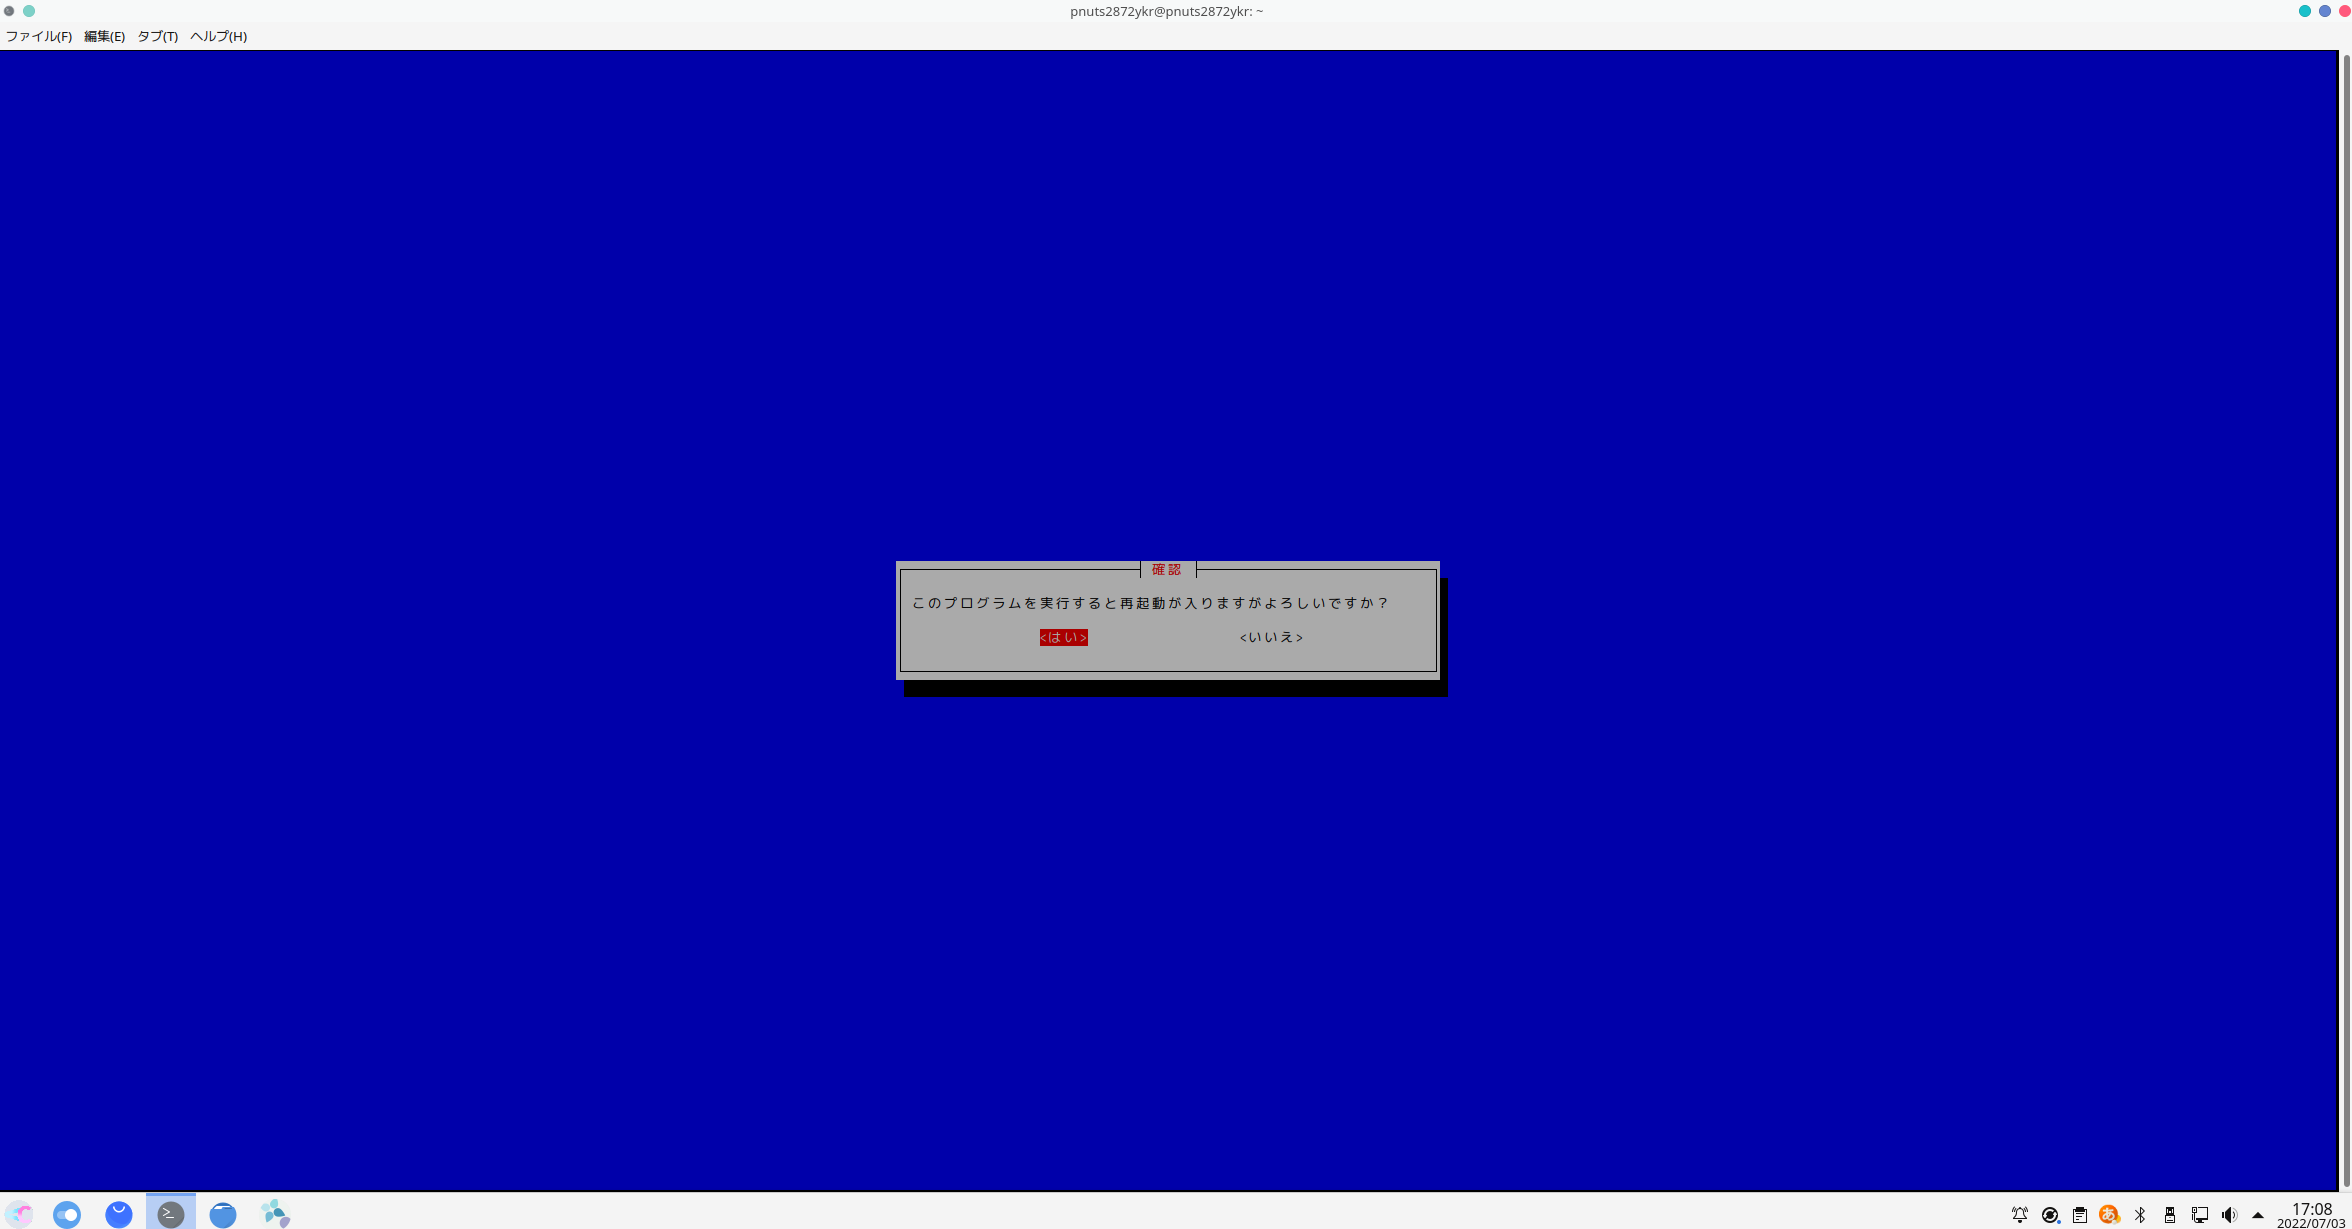 pnuts2872ykr@pnuts2872ykr: ~
ファイル(F) 編集(E) タブ(T) ヘルプ(H)
確認
このプログラムを実行すると再起動が入りますがよろしいですか？
<はい> <いいえ>
あ
17:08
2022/07/03